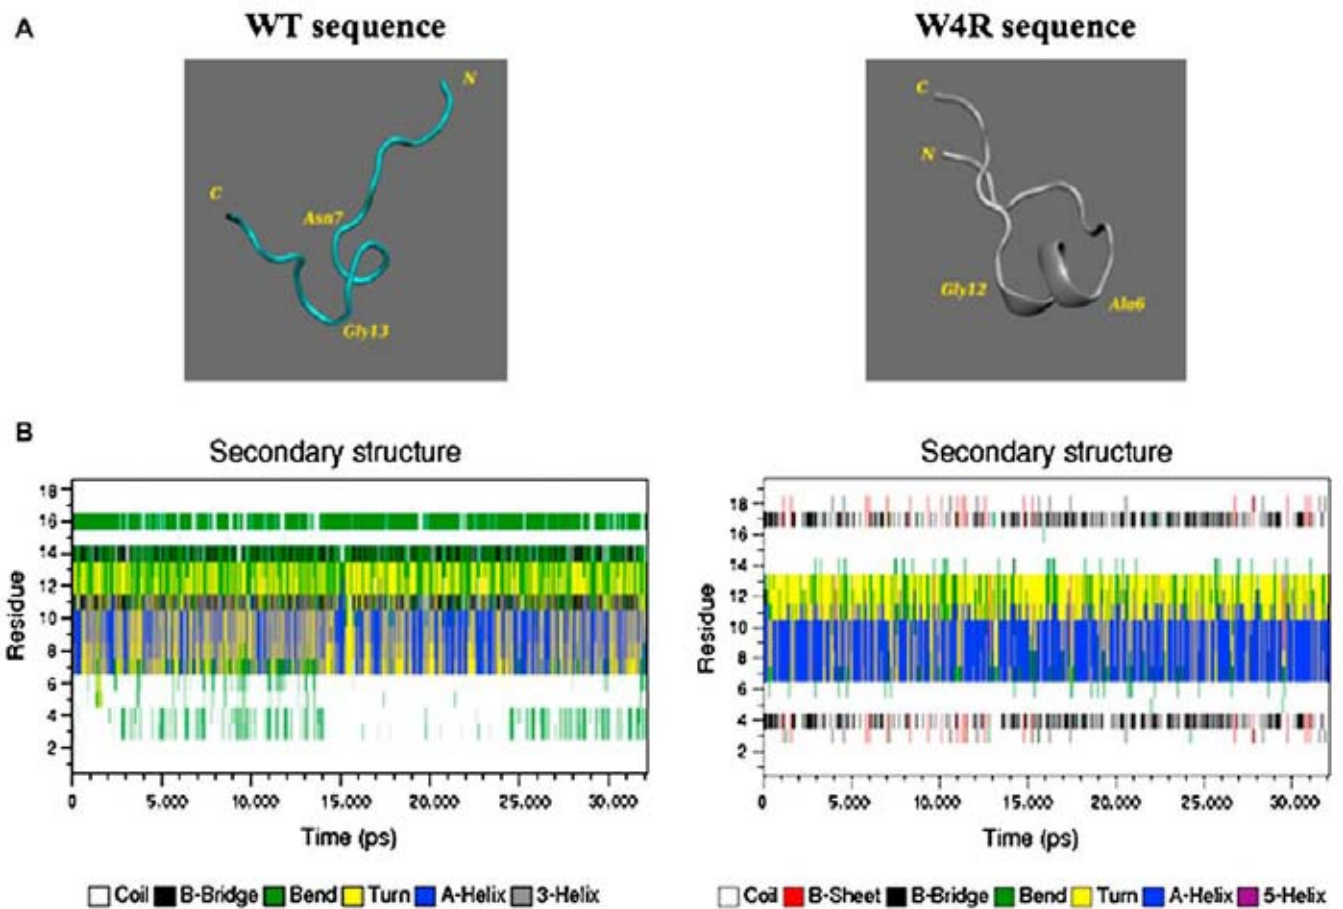 A
WT sequence
W4R sequence
N
C
Asn7
Gly13
C
N
Gly12
Ala6
B
Secondary structure
Secondary structure
Residue
18
16
14
12
10
8
6
4
2
0
5.000
10.000
15.000
20.000
25.000
30.000
Time (ps)
Residue
18
16
14
12
10
8
6
4
2
0
5.000
10.000
15.000
20.000
25.000
30.000
Time (ps)
Coil B-Bridge Bend Turn A-Helix 3-Helix
Coil B-Sheet B-Bridge Bend Turn A-Helix 5-Helix